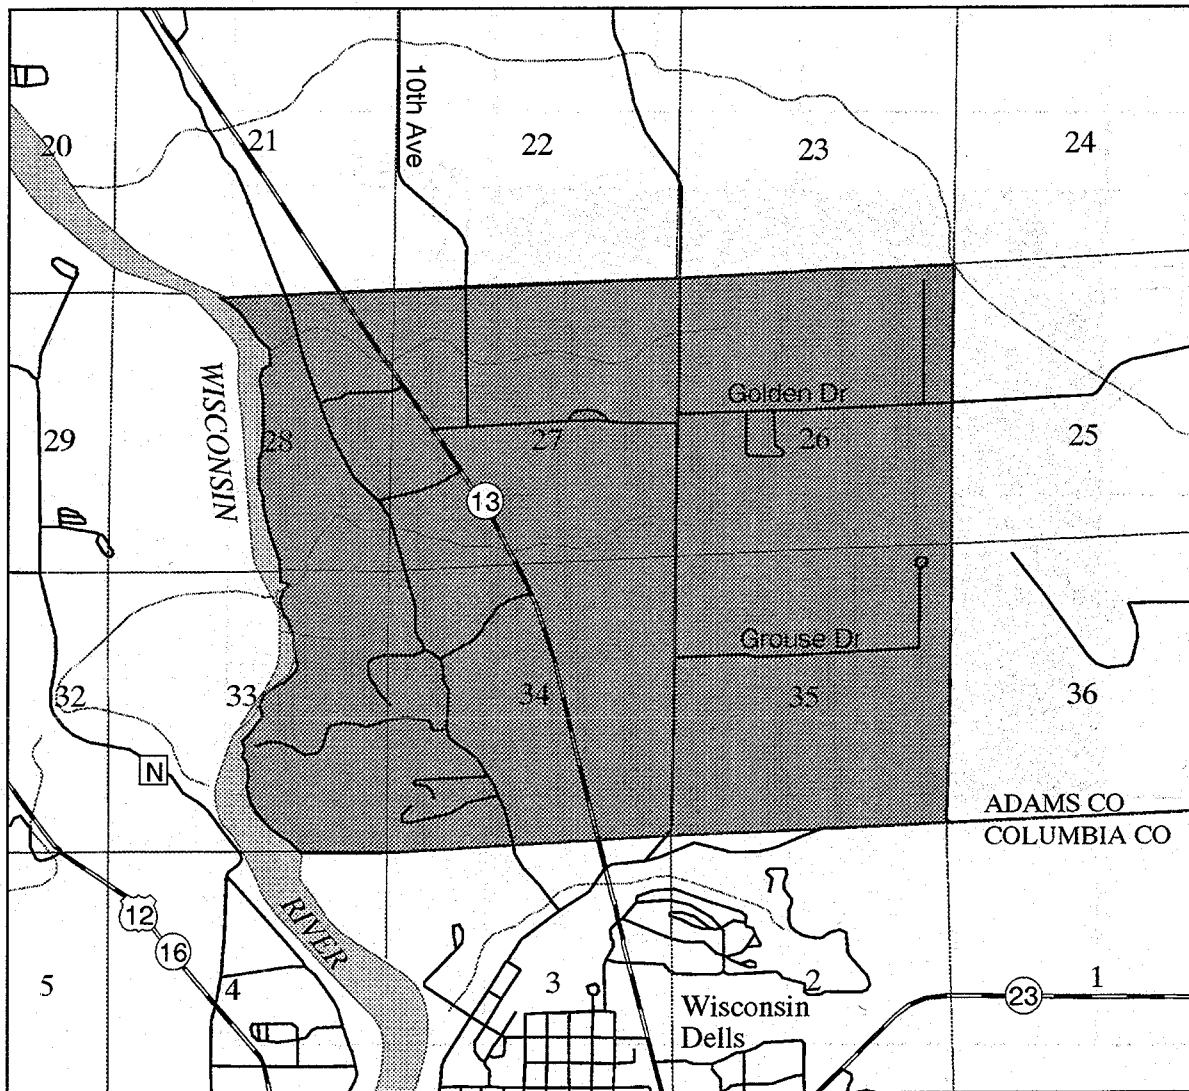 10th Ave
20
21
22
23
24
WISCONSIN
Golden Dr
29
28
27
26
25
13
Grouse Dr
32
33
34
35
36
N
ADAMS CO
COLUMBIA CO
12
16
RIVER
5
4
3
2
1
23
Wisconsin
Dells